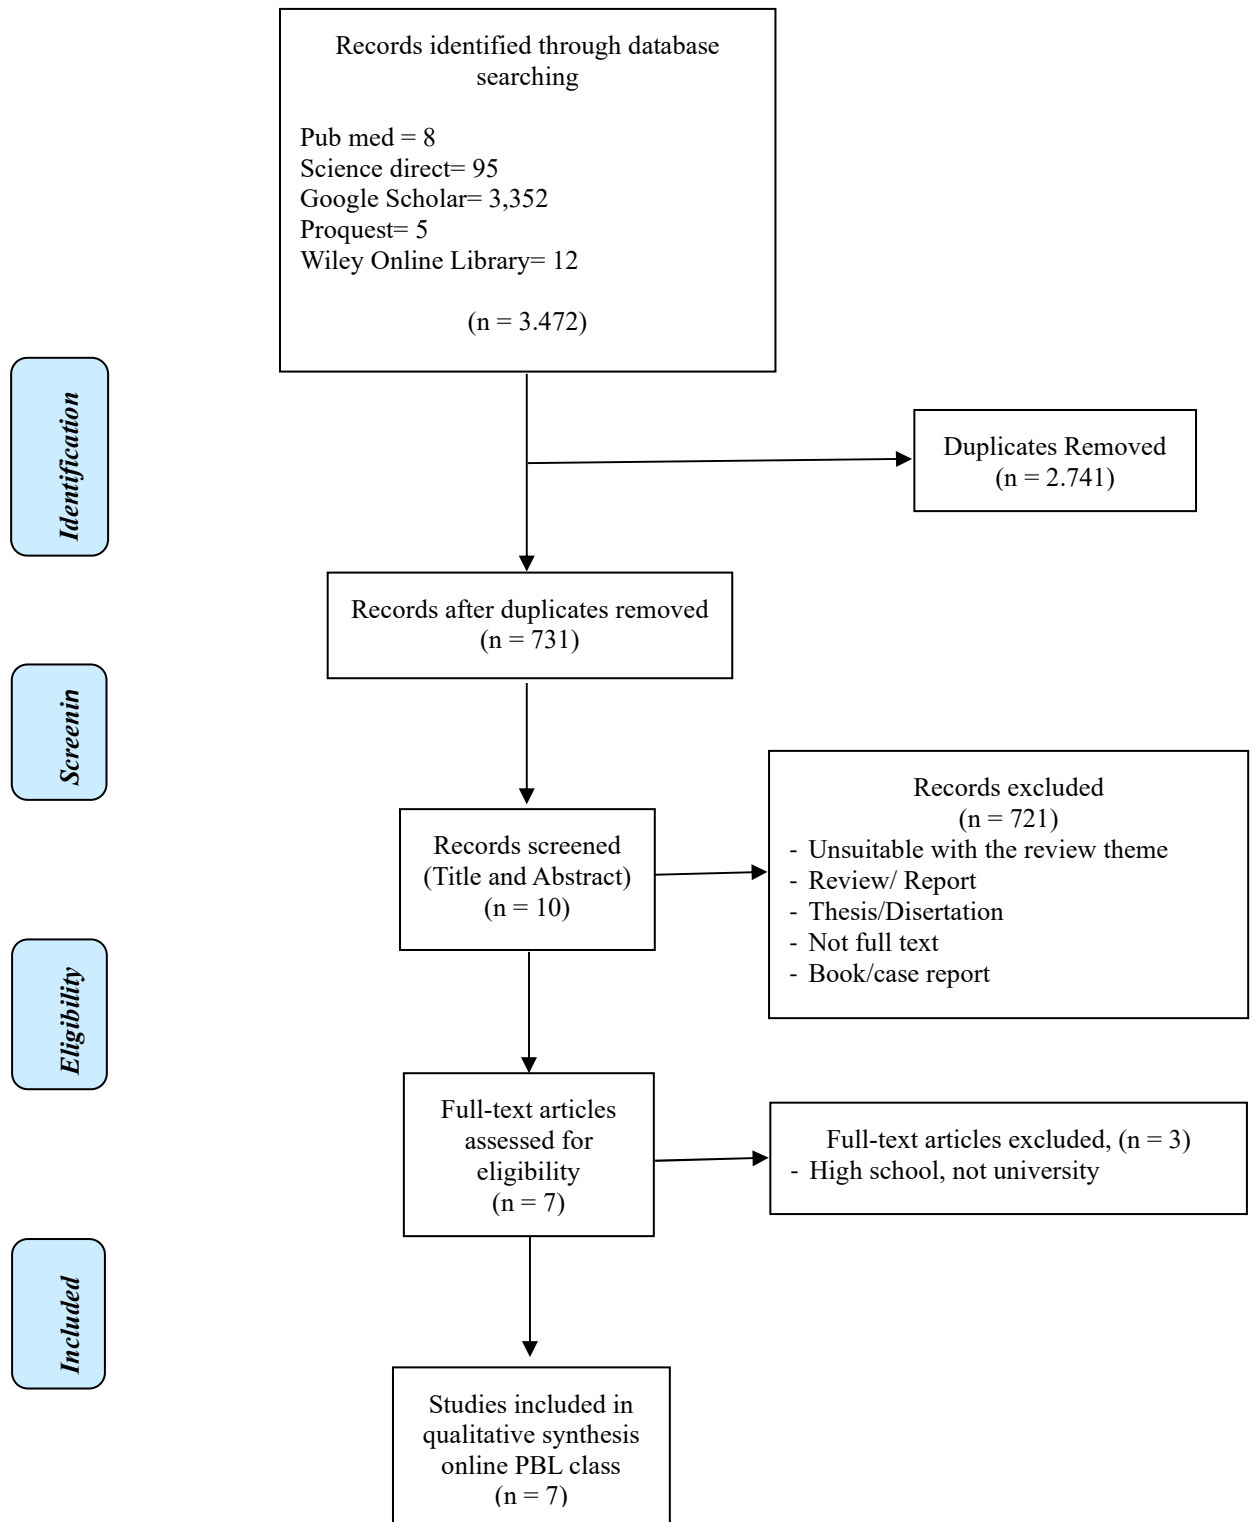 Records identified through database
searching
Pub med = 8
Science direct= 95
Google Scholar= 3,352
Proquest= 5
Wiley Online Library= 12
(n = 3.472)
Identification
Duplicates Removed
(n = 2.741)
Records after duplicates removed
(n = 731)
Screenin
Records screened
(Title and Abstract)
(n = 10)
Records excluded
(n = 721)
- Unsuitable with the review theme
- Review/ Report
- Thesis/Disertation
- Not full text
- Book/case report
Eligibility
Full-text articles
assessed for
eligibility
(n = 7)
Full-text articles excluded, (n = 3)
- High school, not university
Included
Studies included in
qualitative synthesis
online PBL class
(n = 7)